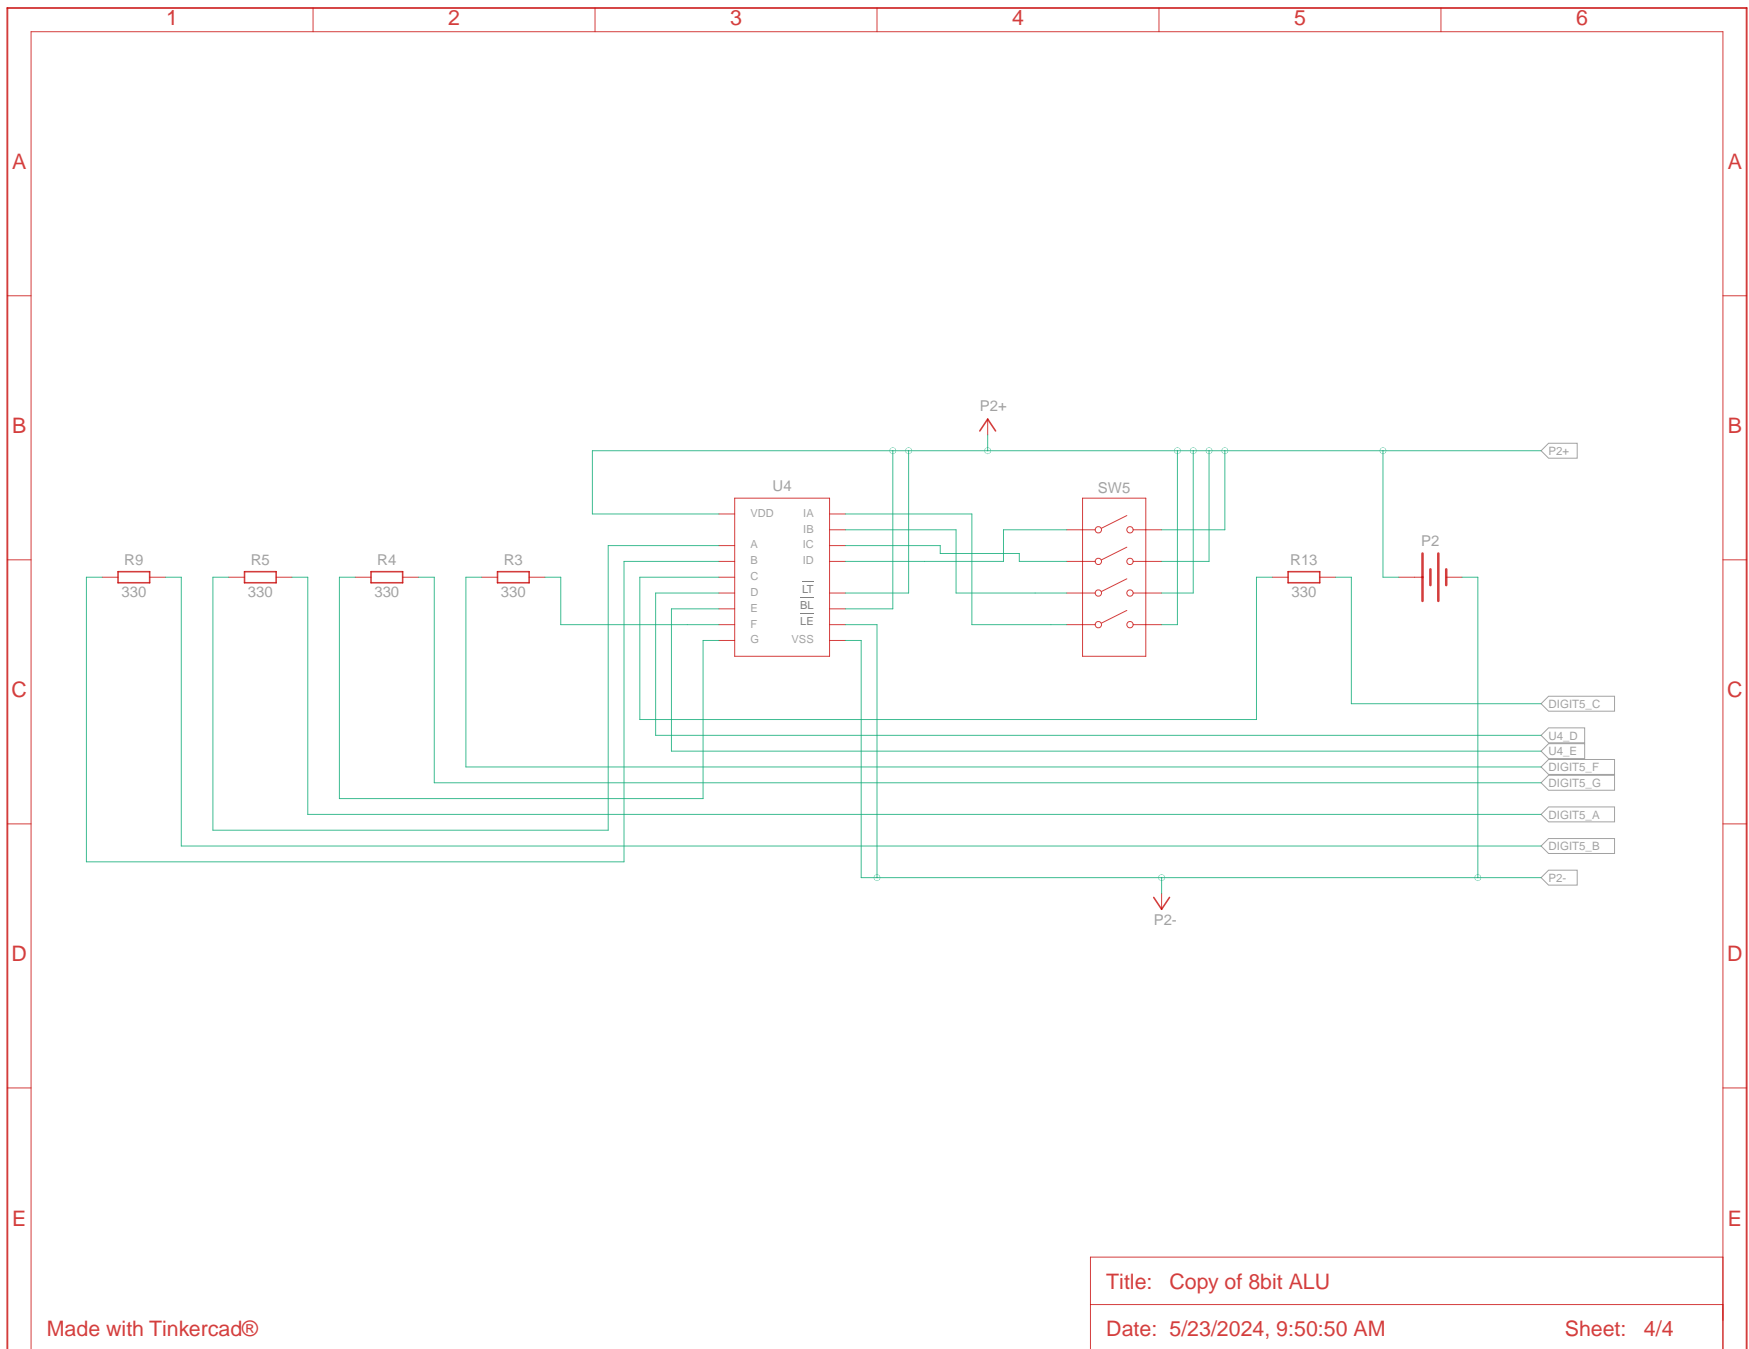 1 2 3 4 5 6
A A
B B
P2+
P2+
U4 SW5
VDD IA
IB
A IC
B ID
C
D LT
E BL
F LE
G VSS
R9 R5 R4 R3 R13 P2
330 330 330 330 330
C C
DIGIT5_C
U4_D
U4_E
DIGIT5_F
DIGIT5_G
DIGIT5_A
DIGIT5_B
P2-
P2-
D D
E E
Title: Copy of 8bit ALU
Made with Tinkercad® Date: 5/23/2024, 9:50:50 AM Sheet: 4/4